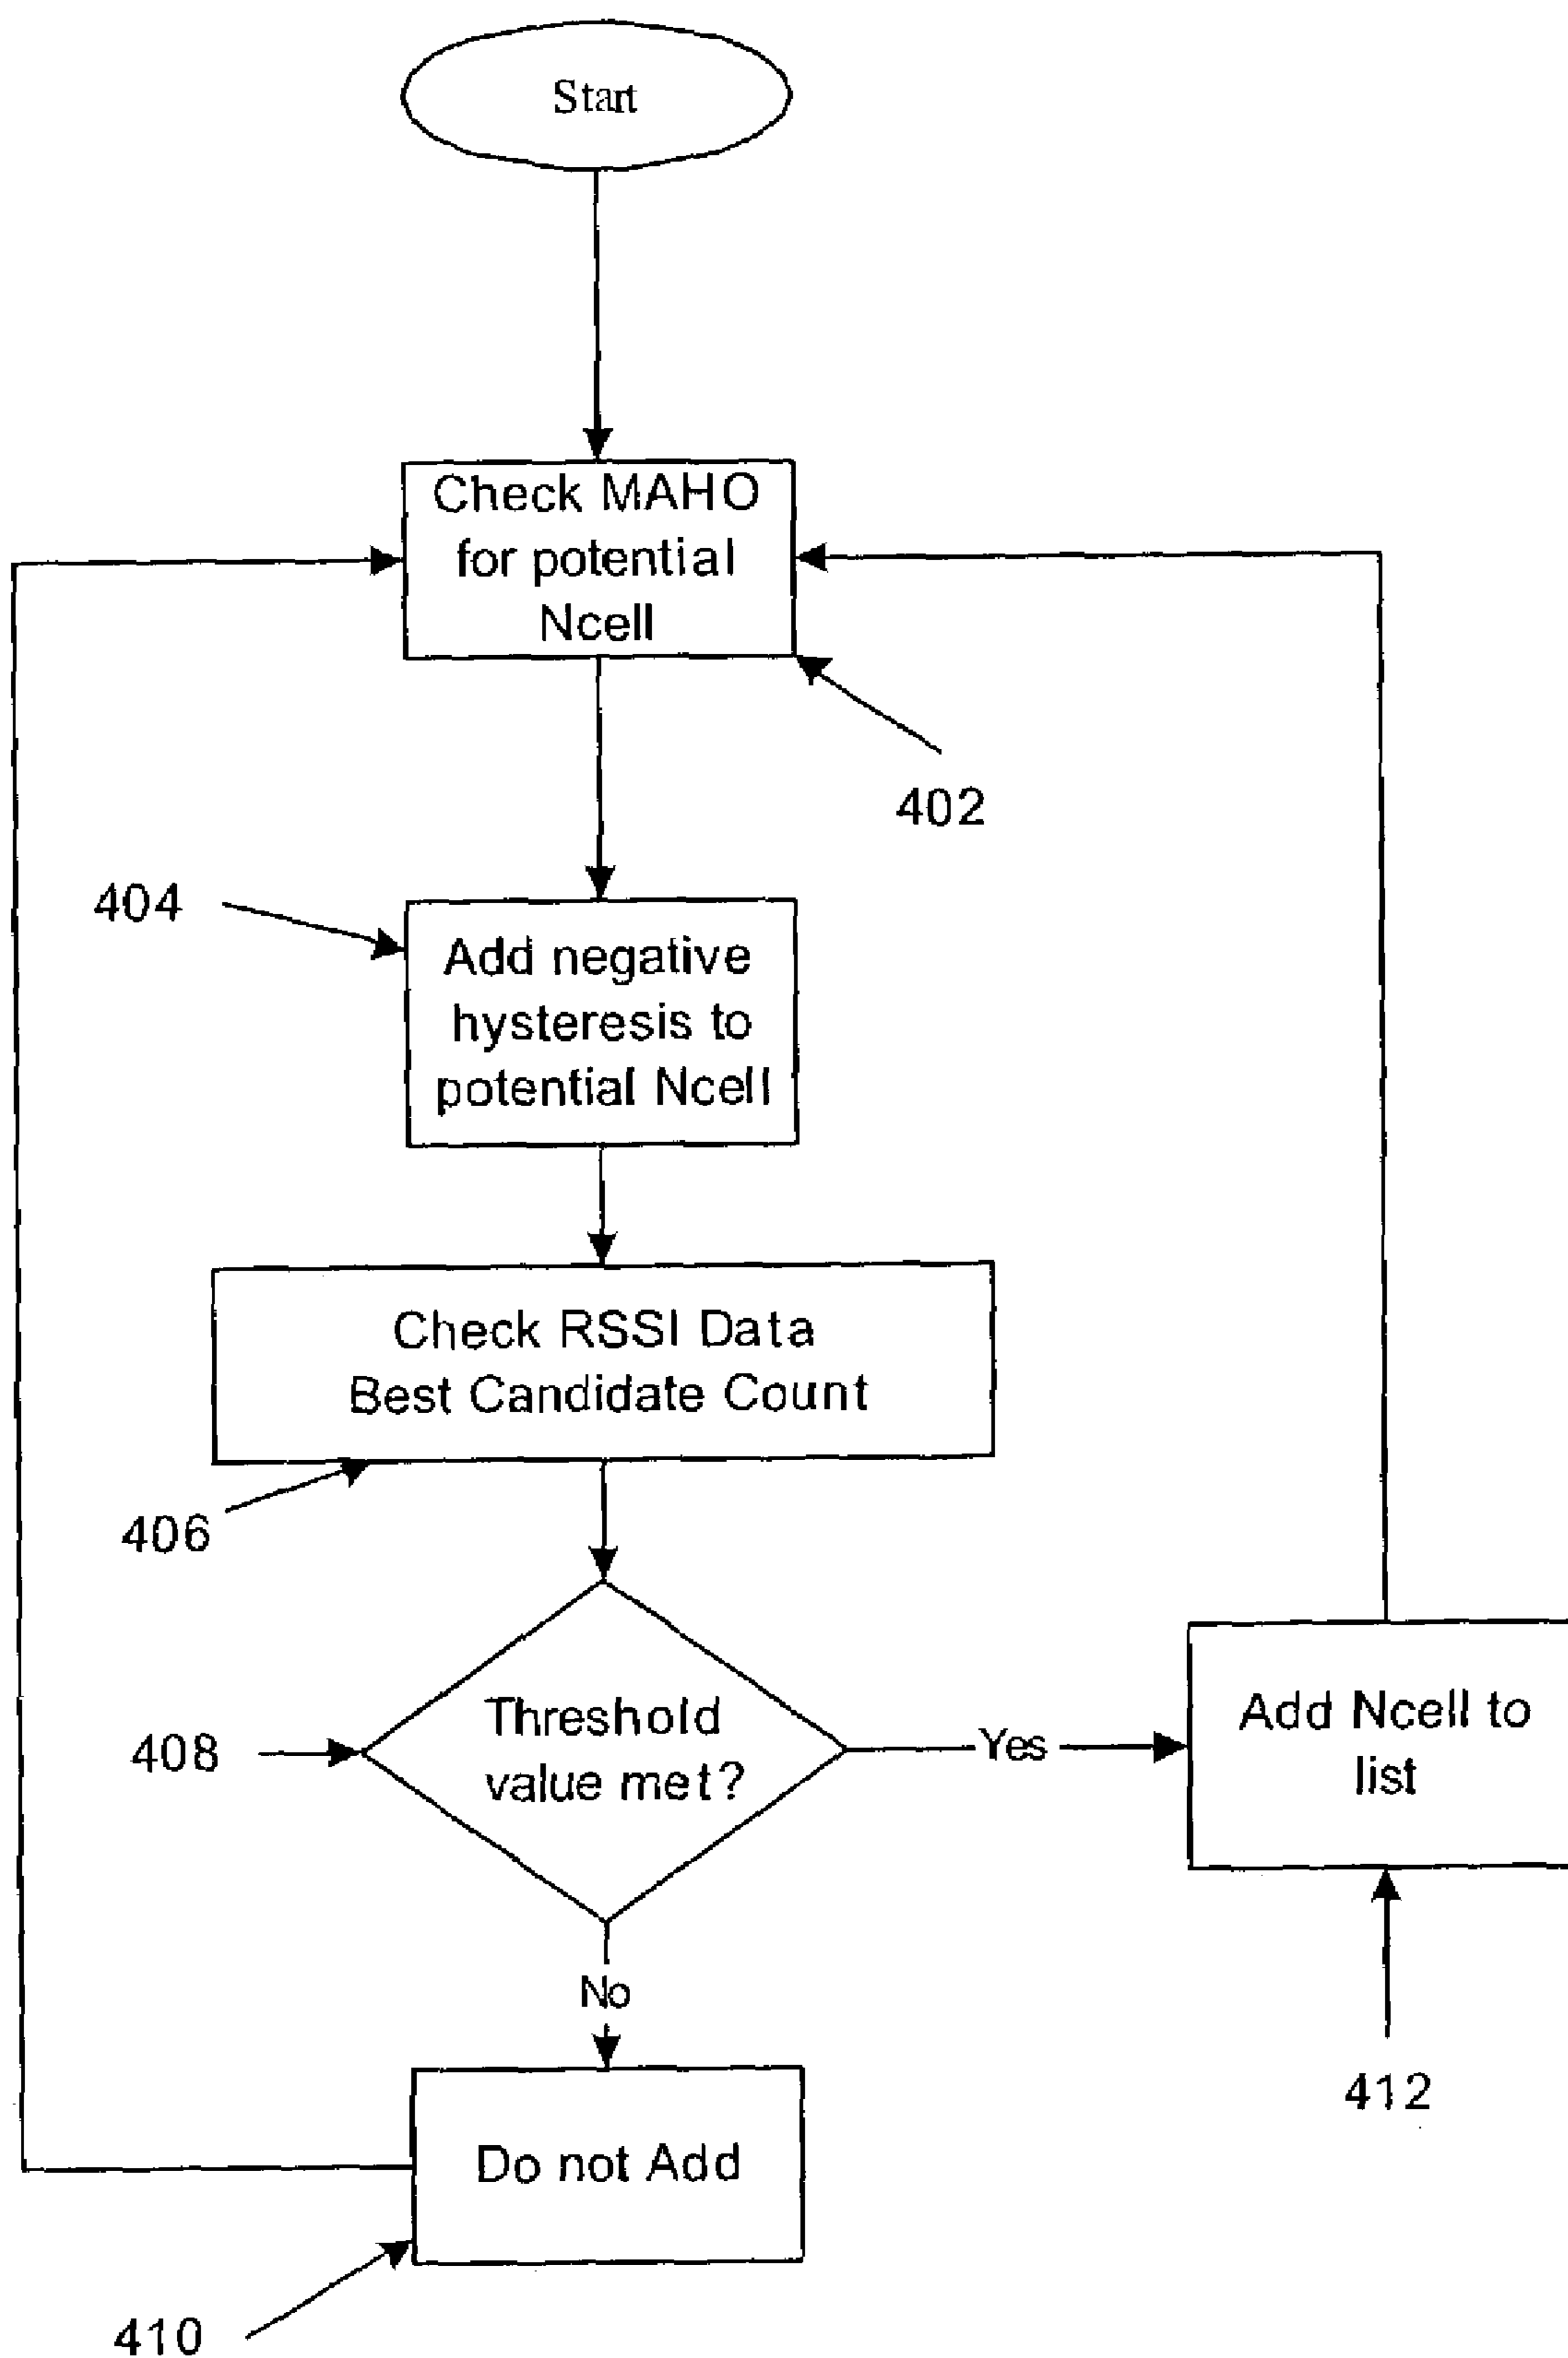 Start
Check MAHO
for potential
Ncell
402
404
Add negative
hysteresis to
potential Ncell
Check RSSI Data
Best Candidate Count
406
Threshold
value met?
408
Yes
Add Ncell to
list
No
412
Do not Add
410